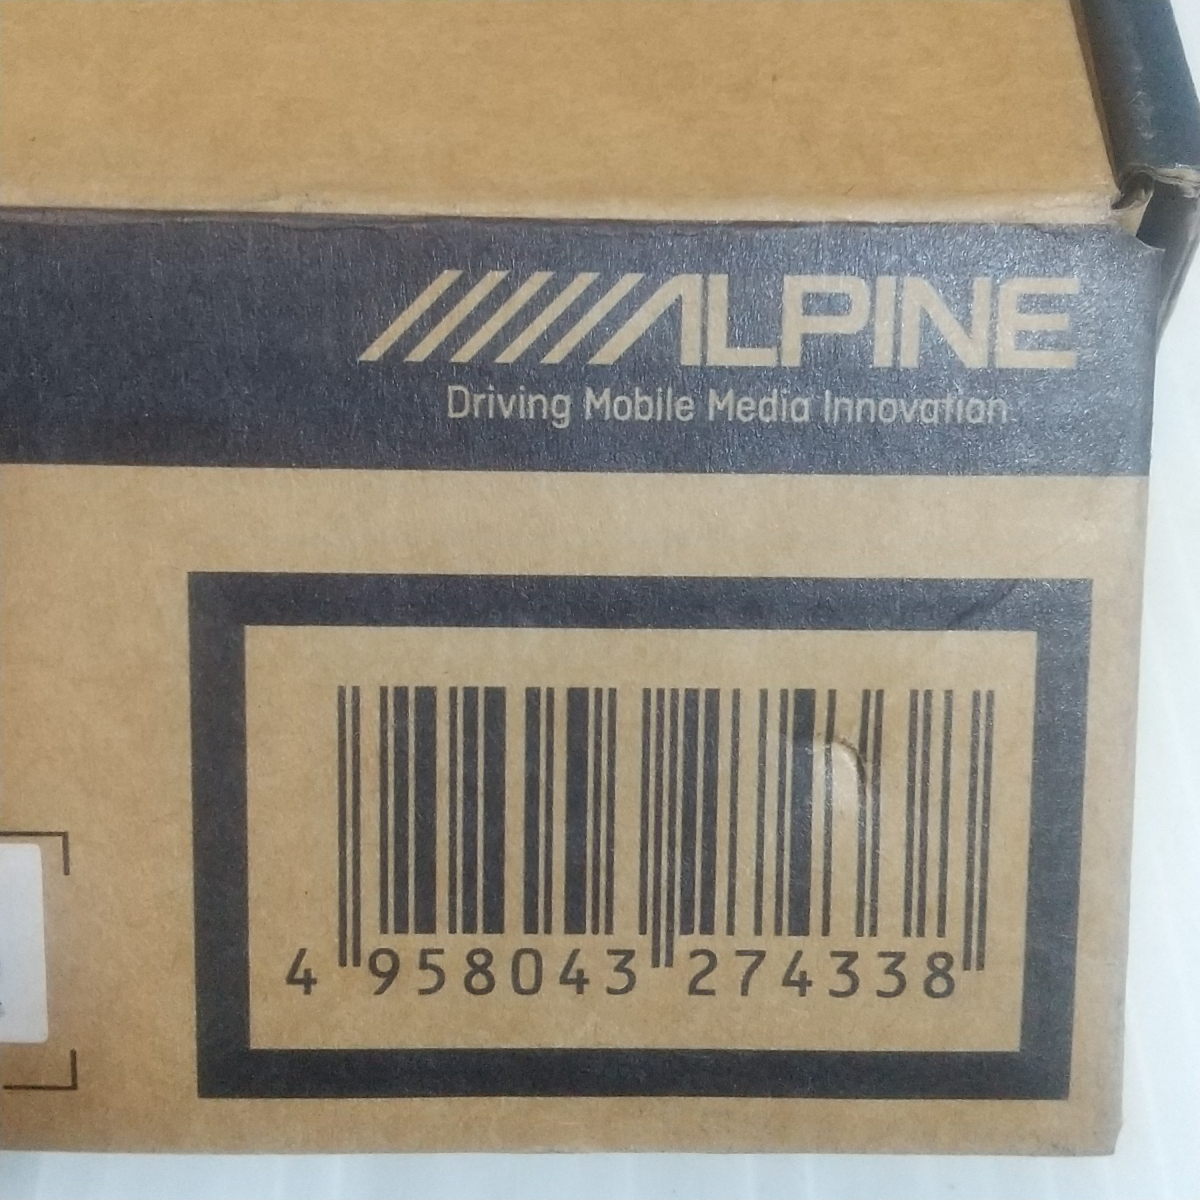 ALPINE
Driving Mobile Media Innovation
4 958043 274338